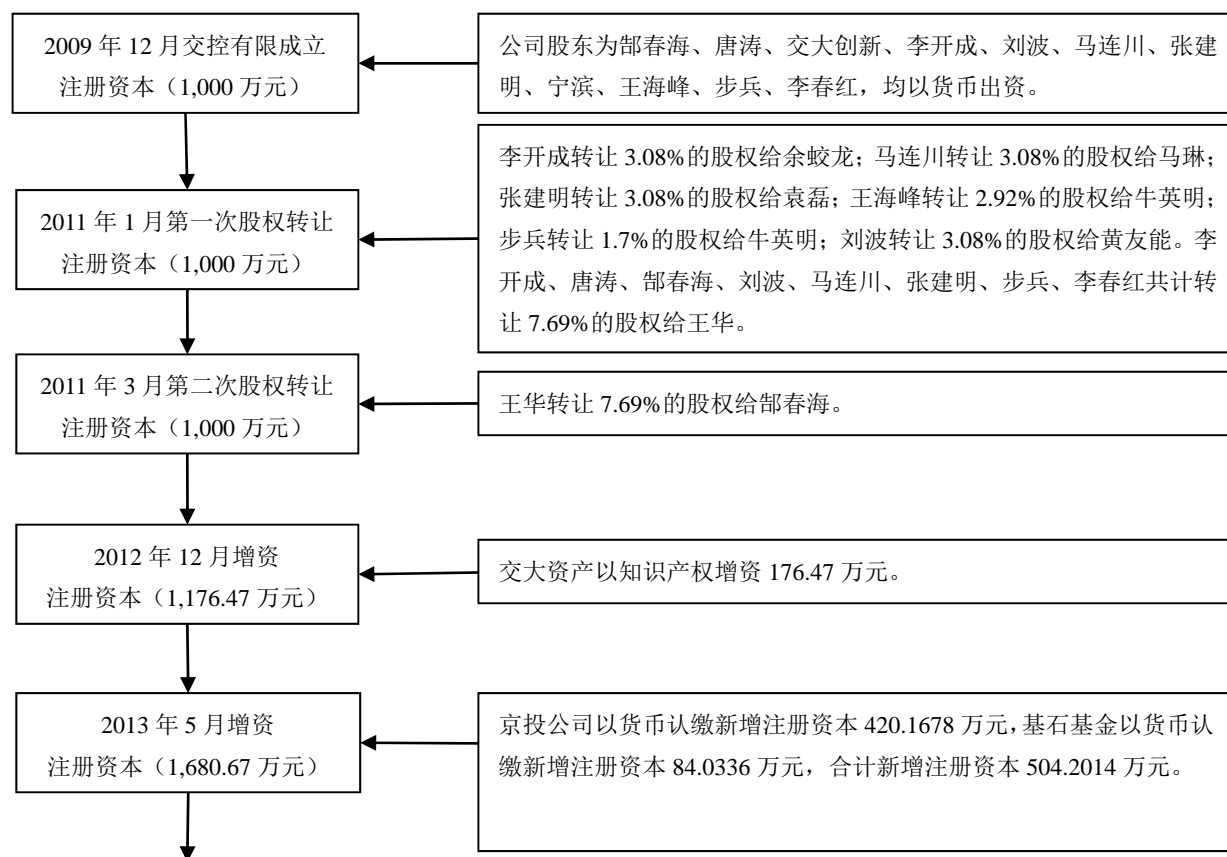 2009 年 12 月交控有限成立
注册资本（1,000 万元）
公司股东为郜春海、唐涛、交大创新、李开成、刘波、马连川、张建
明、宁滨、王海峰、步兵、李春红，均以货币出资。
2011 年 1 月第一次股权转让
注册资本（1,000 万元）
李开成转让 3.08%的股权给余蛟龙；马连川转让 3.08%的股权给马琳；
张建明转让 3.08%的股权给袁磊；王海峰转让 2.92%的股权给牛英明；
步兵转让 1.7%的股权给牛英明；刘波转让 3.08%的股权给黄友能。李
开成、唐涛、郜春海、刘波、马连川、张建明、步兵、李春红共计转
让 7.69%的股权给王华。
2011 年 3 月第二次股权转让
注册资本（1,000 万元）
王华转让 7.69%的股权给郜春海。
2012 年 12 月增资
注册资本（1,176.47 万元）
交大资产以知识产权增资 176.47 万元。
2013 年 5 月增资
注册资本（1,680.67 万元）
京投公司以货币认缴新增注册资本 420.1678 万元，基石基金以货币认
缴新增注册资本 84.0336 万元，合计新增注册资本 504.2014 万元。